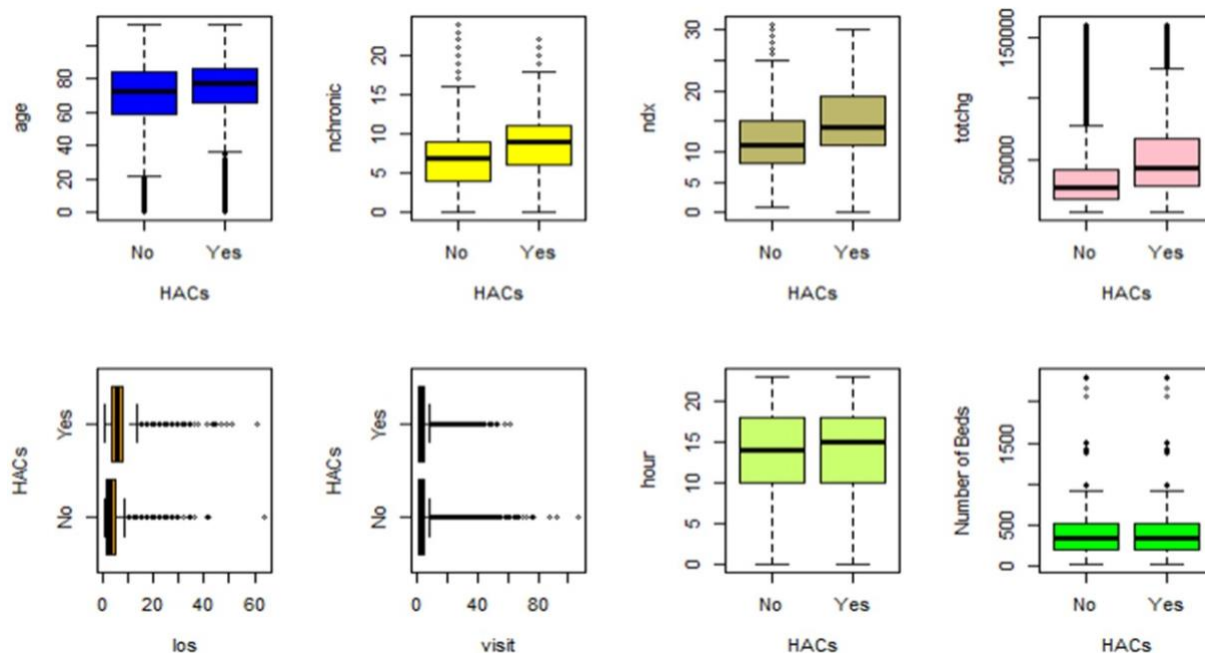 age
0 20 40 60 80
No Yes
HACs
nchronic
0 5 10 15 20
No Yes
HACs
ndx
0 5 10 15 20 30
No Yes
HACs
totchg
50000 150000
No Yes
HACs
HACs
No Yes
0 20 40 60
los
HACs
No Yes
0 40 80
visit
hour
0 5 10 15 20
No Yes
HACs
Number of Beds
0 500 1500
No Yes
HACs